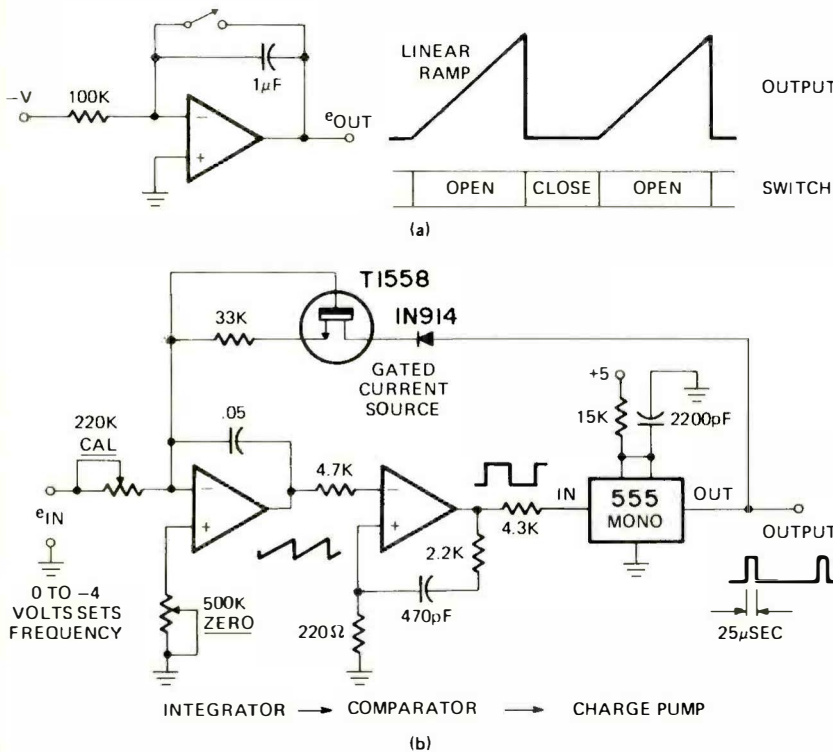 1μF
100K
−V
−
+
eOUT
LINEAR
RAMP
OUTPUT
OPEN
CLOSE
OPEN
SWITCH
(a)
T1558
33K
IN914
GATED
CURRENT
SOURCE
+5
15K
2200pF
220K
CAL
.05
4.7K
−
+
−
+
eIN
IN
4.3K
555
MONO
OUT
OUTPUT
2.2K
0 TO −4
VOLTS SETS
FREQUENCY
500K
ZERO
470pF
220Ω
25μSEC
INTEGRATOR → COMPARATOR → CHARGE PUMP
(b)